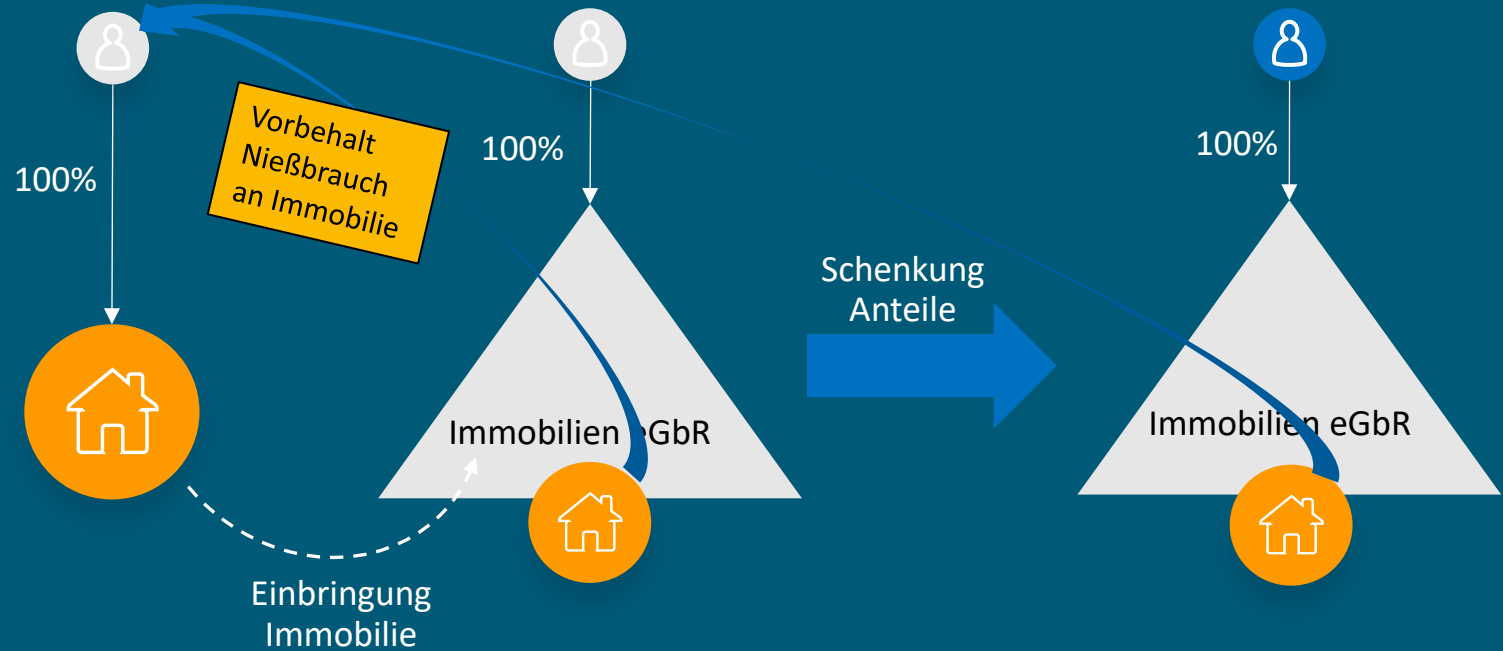 100%
Vorbehalt
Nießbrauch
an Immobilie
100%
Immobilien eGbR
Einbringung
Immobilie
Schenkung
Anteile
100%
Immobilien eGbR